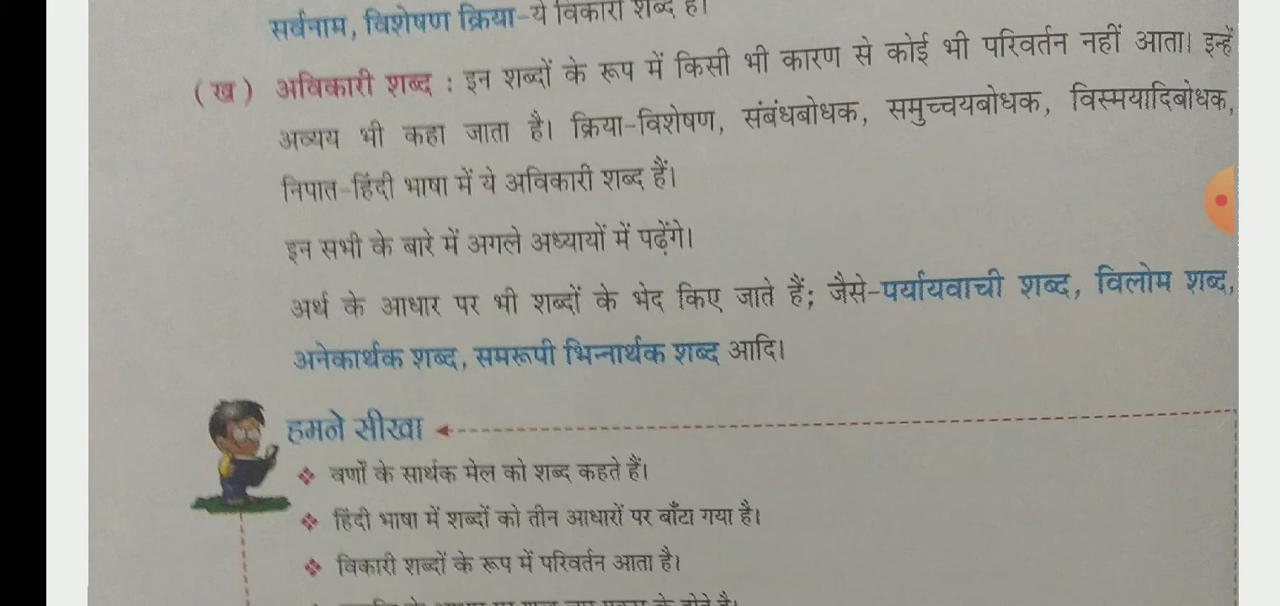 सर्वनाम, विशेषण क्रिया-ये विकारी शब्द हैं।
(ख) अविकारी शब्द : इन शब्दों के रूप में किसी भी कारण से कोई भी परिवर्तन नहीं आता। इन्हें
अव्यय भी कहा जाता है। क्रिया-विशेषण, संबंधबोधक, समुच्चयबोधक, विस्मयादिबोधक,
निपात-हिंदी भाषा में ये अविकारी शब्द हैं।
इन सभी के बारे में अगले अध्यायों में पढ़ेंगे।
अर्थ के आधार पर भी शब्दों के भेद किए जाते हैं; जैसे-पर्यायवाची शब्द, विलोम शब्द,
अनेकार्थक शब्द, समरूपी भिन्नार्थक शब्द आदि।
हमने सीखा
❖ वर्णों के सार्थक मेल को शब्द कहते हैं।
❖ हिंदी भाषा में शब्दों को तीन आधारों पर बाँटा गया है।
❖ विकारी शब्दों के रूप में परिवर्तन आता है।
के आधार पर